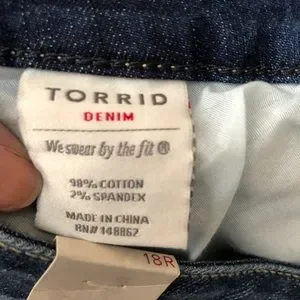 TORRID
DENIM
We swear by the fit ®
98% COTTON
2% SPANDEX
MADE IN CHINA
RN# 148862
18R